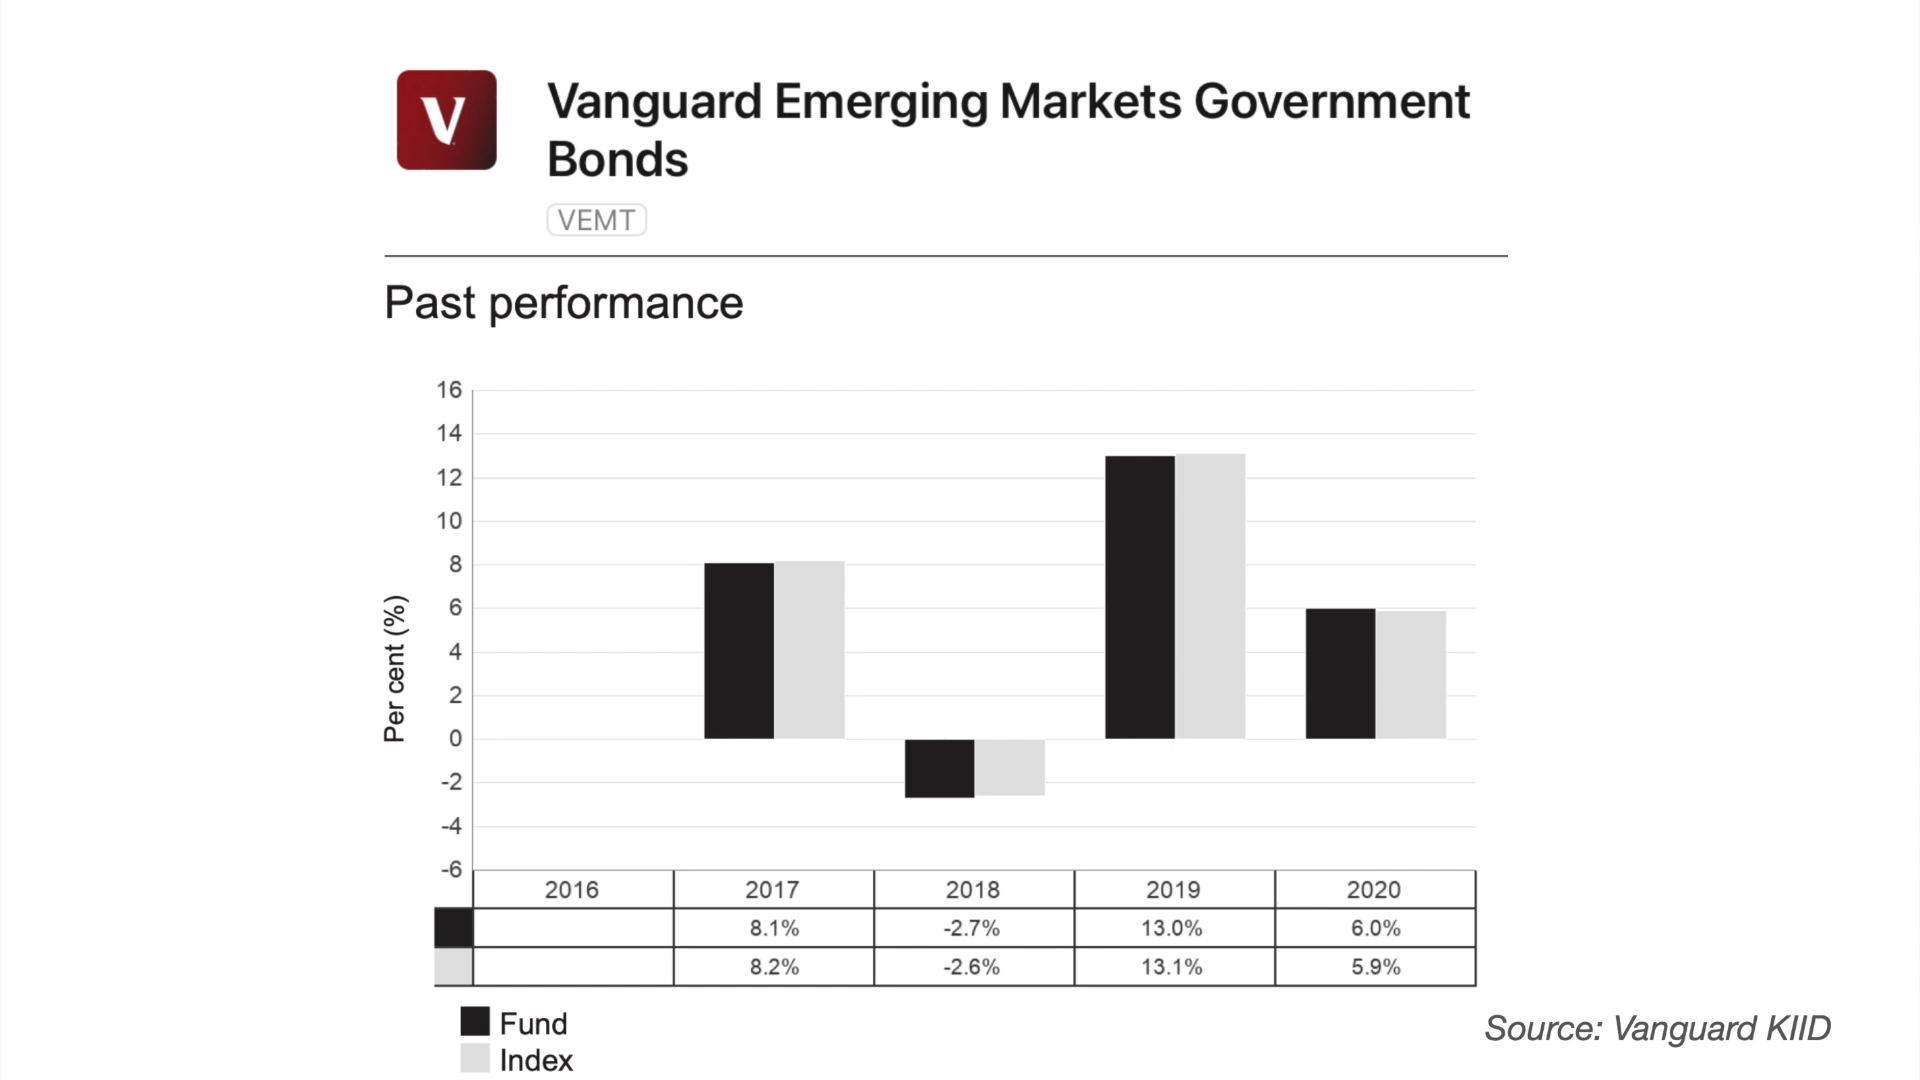 V
Vanguard Emerging Markets Government
Bonds
VEMT
Past performance
Per cent (%)
16
14
12
10
8
6
4
2
0
-2
-4
-6
2016 2017 2018 2019 2020
8.1% -2.7% 13.0% 6.0%
8.2% -2.6% 13.1% 5.9%
Fund
Index
Source: Vanguard KIID